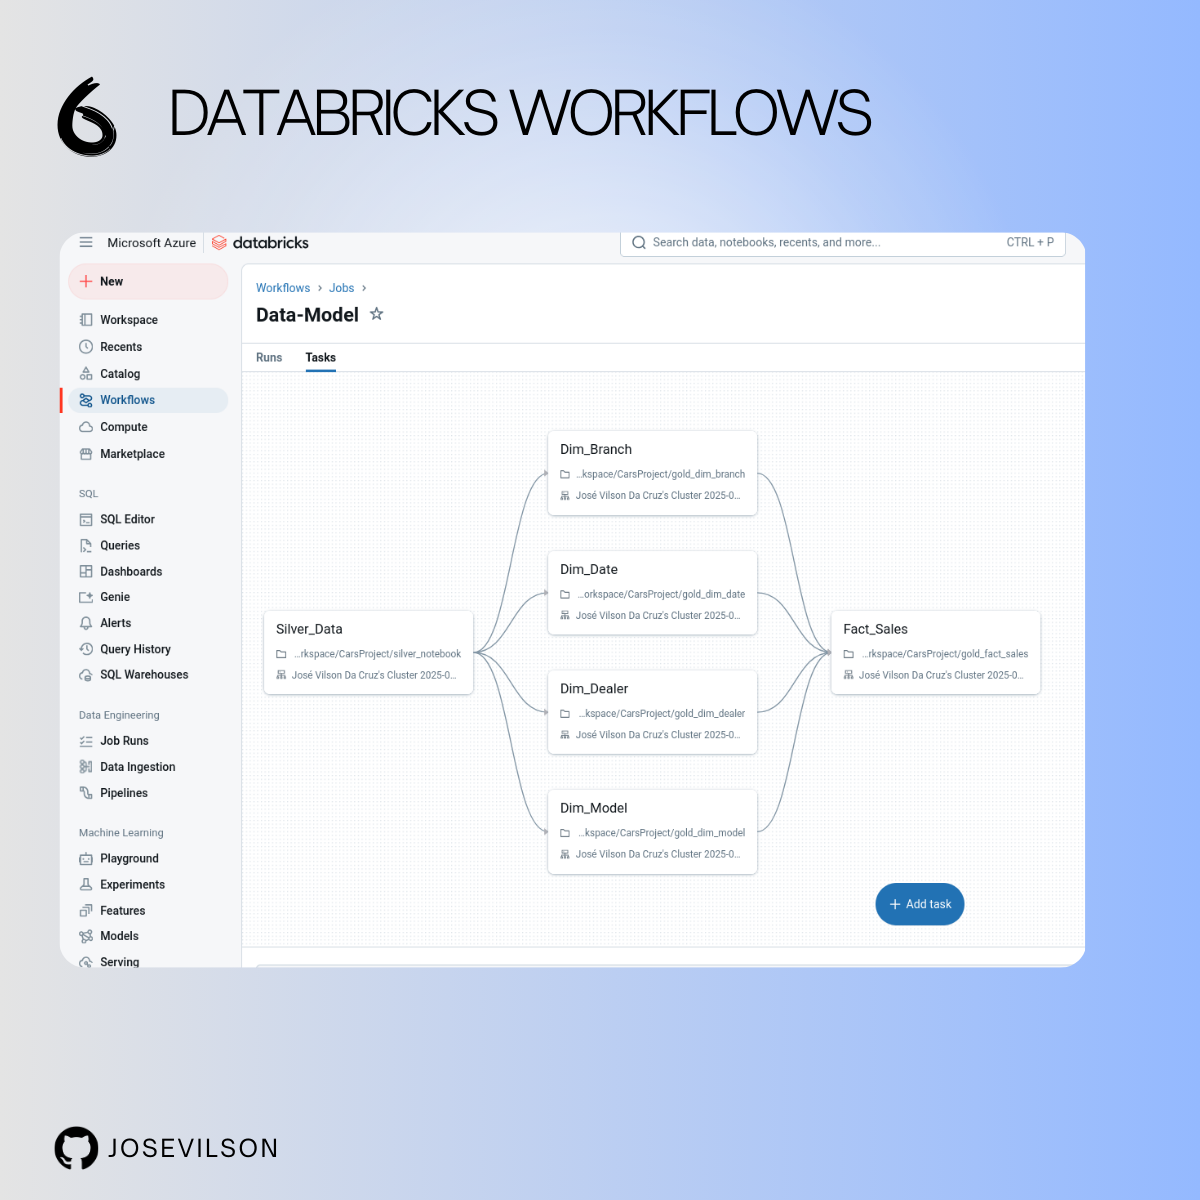 6 DATABRICKS WORKFLOWS
Microsoft Azure databricks
Search data, notebooks, recents, and more... CTRL + P
New
Workspace
Recents
Catalog
Workflows
Compute
Marketplace
SQL
SQL Editor
Queries
Dashboards
Genie
Alerts
Query History
SQL Warehouses
Data Engineering
Job Runs
Data Ingestion
Pipelines
Machine Learning
Playground
Experiments
Features
Models
Serving
Workflows › Jobs ›
Data-Model
Runs Tasks
Silver_Data
...rkspace/CarsProject/silver_notebook
José Vilson Da Cruz's Cluster 2025-0...
Dim_Branch
...kspace/CarsProject/gold_dim_branch
José Vilson Da Cruz's Cluster 2025-0...
Dim_Date
...orkspace/CarsProject/gold_dim_date
José Vilson Da Cruz's Cluster 2025-0...
Dim_Dealer
...kspace/CarsProject/gold_dim_dealer
José Vilson Da Cruz's Cluster 2025-0...
Dim_Model
...kspace/CarsProject/gold_dim_model
José Vilson Da Cruz's Cluster 2025-0...
Fact_Sales
...rkspace/CarsProject/gold_fact_sales
José Vilson Da Cruz's Cluster 2025-0...
+ Add task
JOSEVILSON